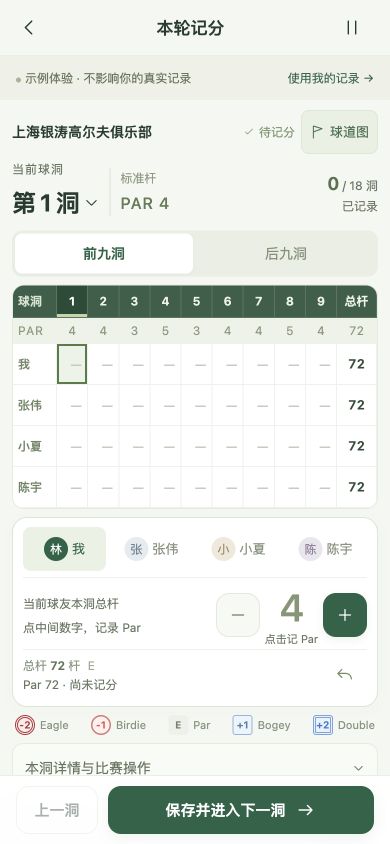 本轮记分
示例体验 · 不影响你的真实记录 使用我的记录 →
上海银涛高尔夫俱乐部 ✓ 待记分 球道图
当前球洞 标准杆
第1洞 PAR 4 0 / 18 洞
已记录
前九洞 后九洞
球洞 1 2 3 4 5 6 7 8 9 总杆
PAR 4 4 3 5 3 4 4 5 4 72
我 — — — — — — — — — 72
张伟 — — — — — — — — — 72
小夏 — — — — — — — — — 72
陈宇 — — — — — — — — — 72
林 我 张 张伟 小 小夏 陈 陈宇
当前球友本洞总杆
点中间数字，记录 Par
− 4 +
点击记 Par
总杆 72 杆 E
Par 72 · 尚未记分
-2 Eagle -1 Birdie E Par +1 Bogey +2 Double
本洞详情与比赛操作
上一洞 保存并进入下一洞 →